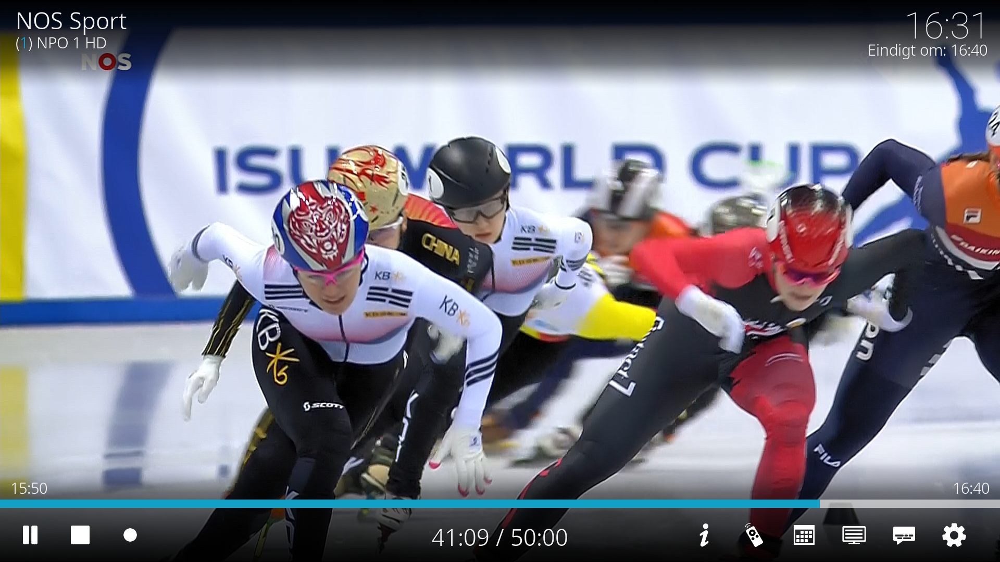 NOS Sport
(1) NPO 1 HD
NOS
16:31
Eindigt om: 16:40
ISU WORLD CUP
KB
CHINA
KB
KB
KB
SCOTT
FILA
15:50
16:40
41:09 / 50:00